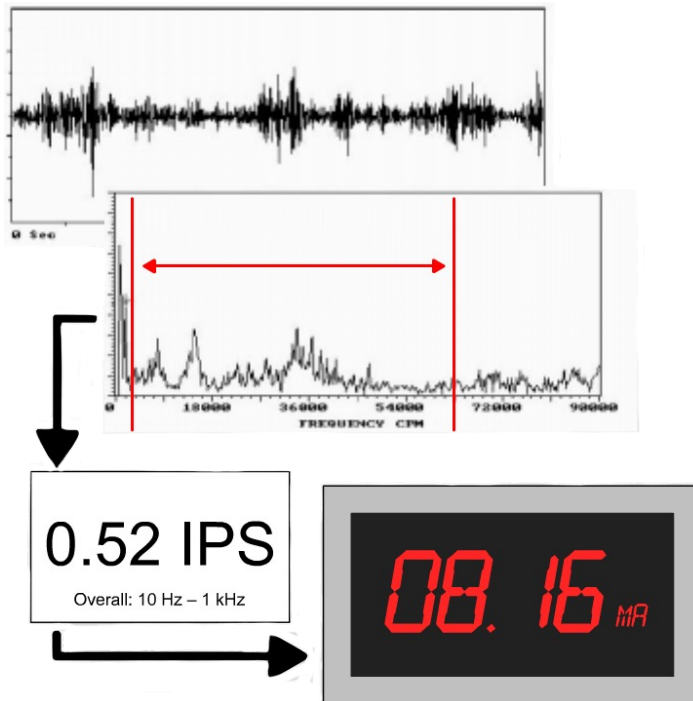 0 Sec
0 18000 36000 54000 72000 90000
FREQUENCY CPM
0.52 IPS
Overall: 10 Hz – 1 kHz
08.16 MA